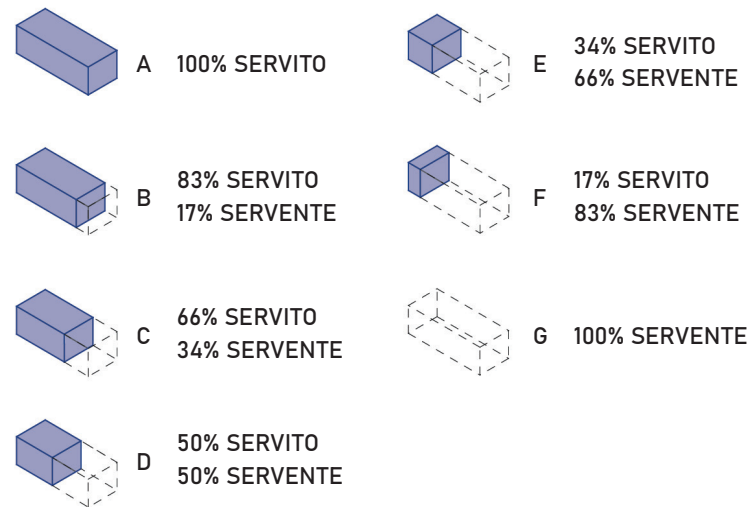 A 100% SERVITO
B 83% SERVITO
17% SERVENTE
C 66% SERVITO
34% SERVENTE
D 50% SERVITO
50% SERVENTE
E 34% SERVITO
66% SERVENTE
F 17% SERVITO
83% SERVENTE
G 100% SERVENTE